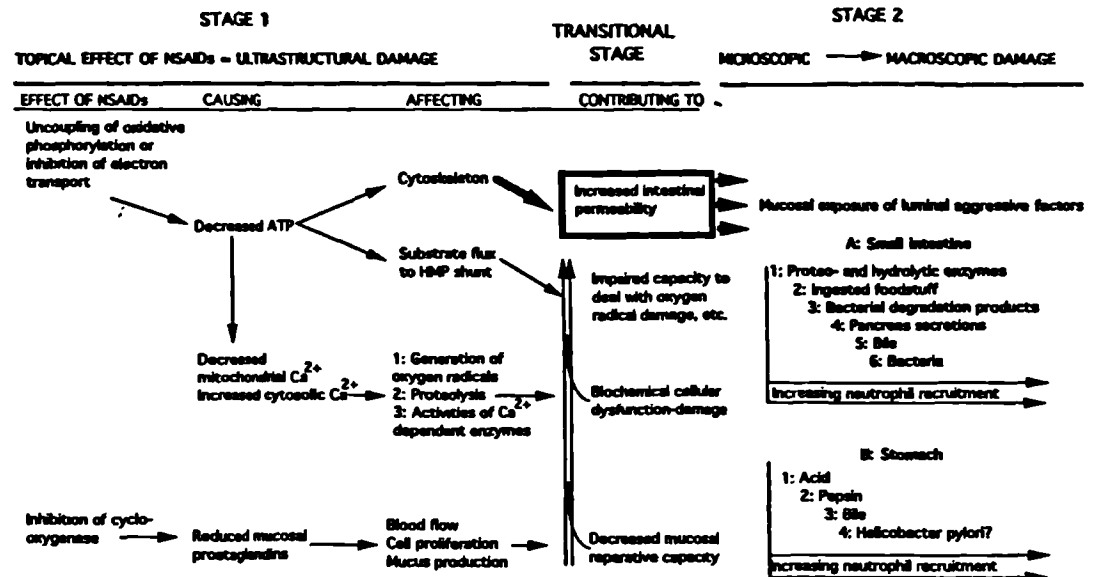 STAGE 1
TRANSITIONAL
STAGE
STAGE 2
TOPICAL EFFECT OF NSAIDs = ULTRASTRUCTURAL DAMAGE
MICROSCOPIC
MACROSCOPIC DAMAGE
EFFECT OF NSAIDs
CAUSING
AFFECTING
CONTRIBUTING TO
Uncoupling of oxidative
phosphorylation or
inhibition of electron
transport
Decreased ATP
Cytoskeleton
Substrate flux
to HMP shunt
Increased intestinal
permeability
Mucosal exposure of luminal aggressive factors
Impaired capacity to
deal with oxygen
radical damage, etc.
A: Small intestine
1: Proteo- and hydrolytic enzymes
2: Ingested foodstuff
3: Bacterial degradation products
4: Pancreas secretions
5: Bile
6: Bacteria
Increasing neutrophil recruitment
Decreased
mitochondrial Ca2+
Increased cytosolic Ca2+
1: Generation of
oxygen radicals
2: Proteolysis
3: Activities of Ca2+
dependent enzymes
Biochemical cellular
dysfunction-damage
B: Stomach
1: Acid
2: Pepsin
3: Bile
4: Helicobacter pylori?
Increasing neutrophil recruitment
Inhibition of cyclo-
oxygenase
Reduced mucosal
prostaglandins
Blood flow
Cell proliferation
Mucus production
Decreased mucosal
reparative capacity